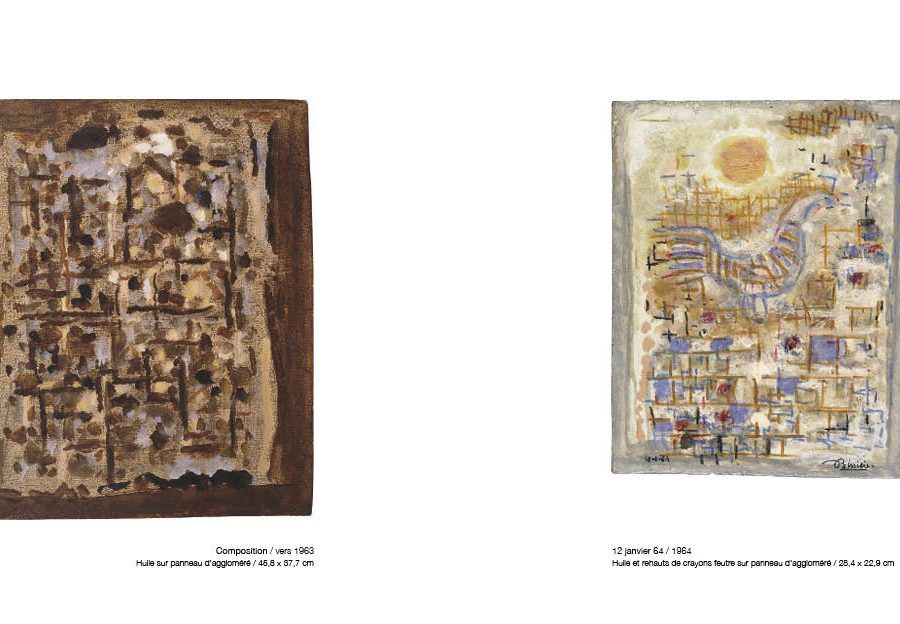 Composition / vers 1963
Huile sur panneau d'aggloméré / 45,8 x 37,7 cm
12 janvier 64 / 1964
Huile et rehauts de crayons feutre sur panneau d'aggloméré / 28,4 x 22,9 cm